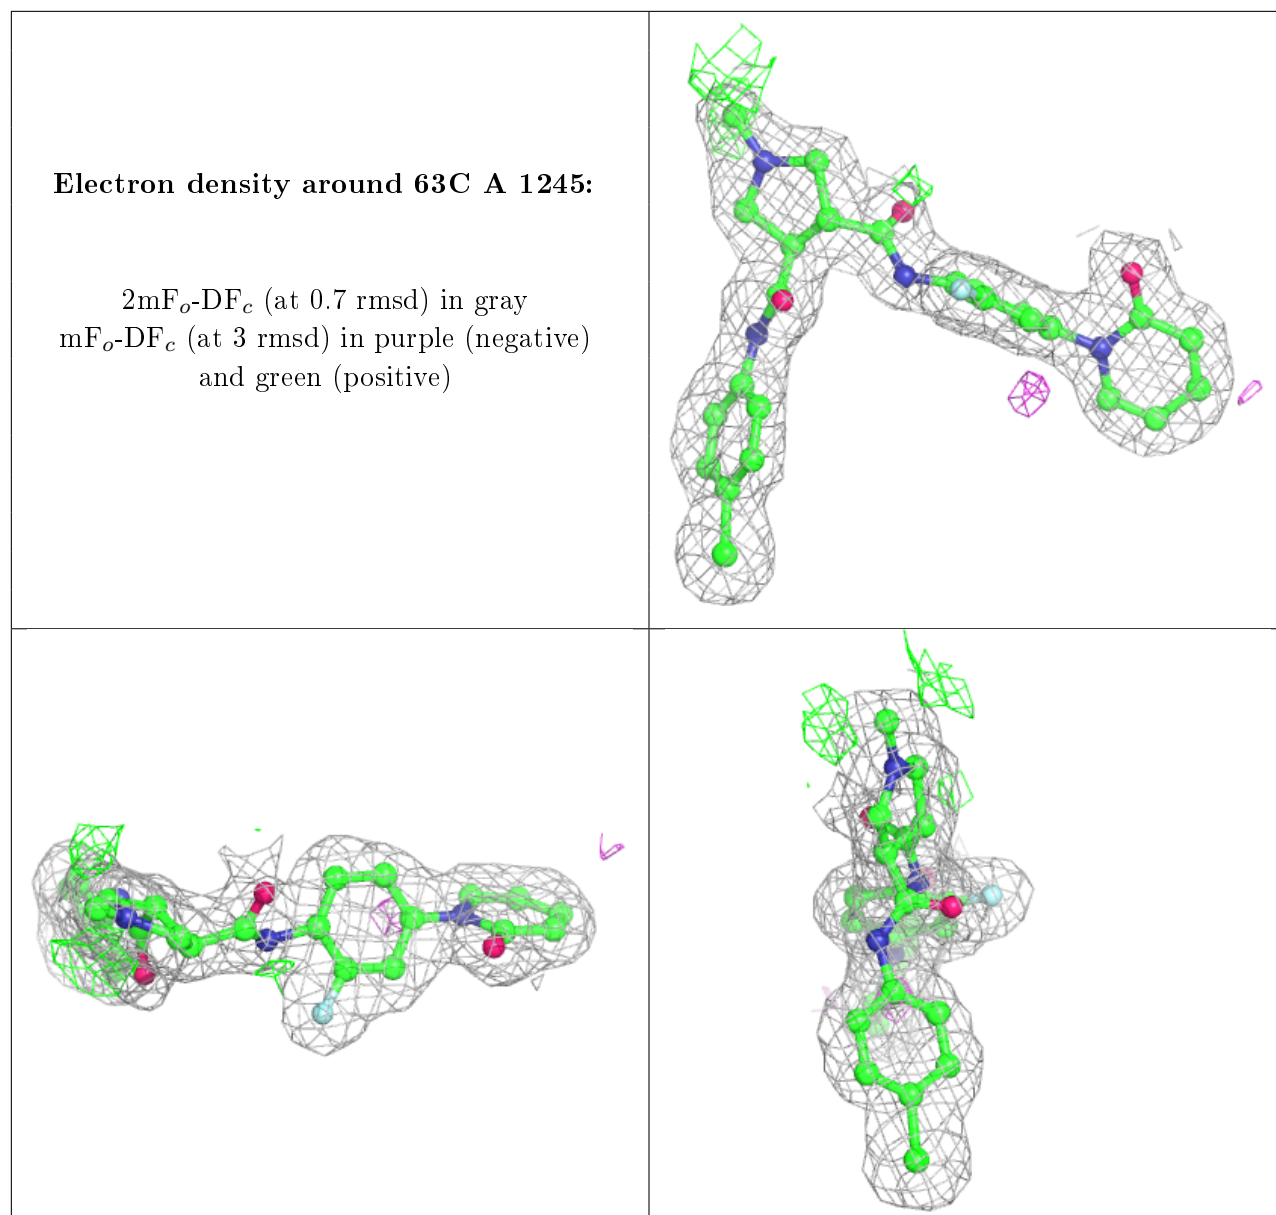 Electron density around 63C A 1245:
2mFo-DFc (at 0.7 rmsd) in gray
mFo-DFc (at 3 rmsd) in purple (negative)
and green (positive)